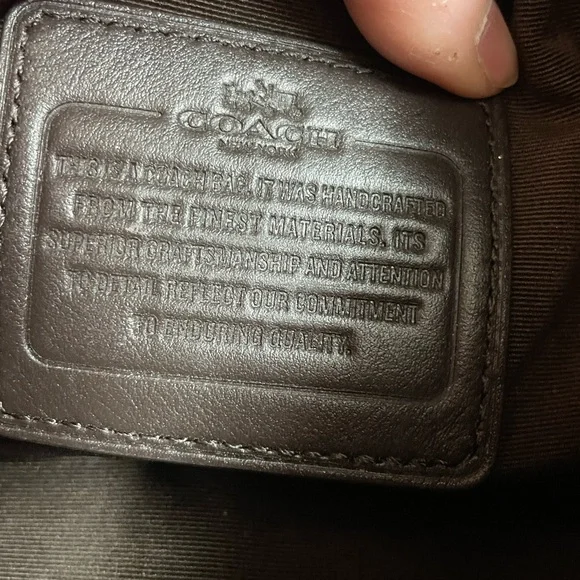 COACH
NEW YORK
THIS IS A COACH BAG. IT WAS HANDCRAFTED
FROM THE FINEST MATERIALS. ITS
SUPERIOR CRAFTSMANSHIP AND ATTENTION
TO DETAIL REFLECT OUR COMMITMENT
TO ENDURING QUALITY.